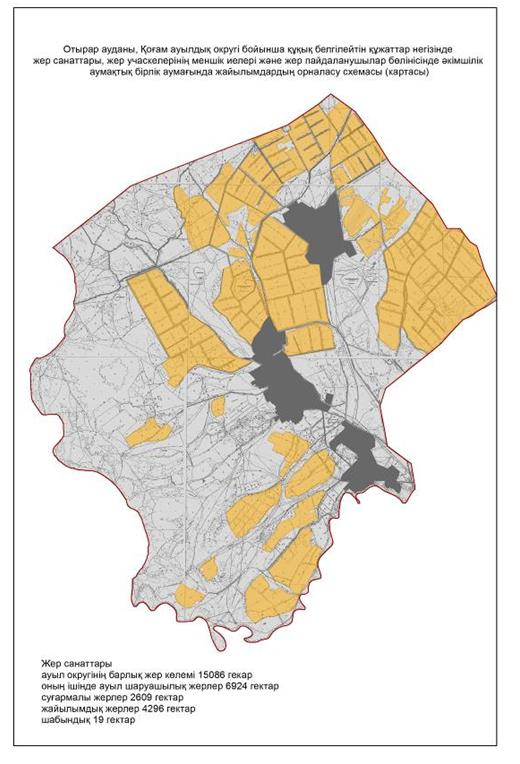 Отырар ауданы, Қоғам ауылдық округі бойынша құқық белгілейтін құжаттар негізінде
жер санаттары, жер учаскелерінің меншік иелері және жер пайдаланушылар бөлінісінде әкімшілік
аумақтық бірлік аумағында жайылымдардың орналасу схемасы (картасы)
Жер санаттары
ауыл округінің барлық жер көлемі 15086 гекар
оның ішінде ауыл шаруашылық жерлер 6924 гектар
суғармалы жерлер 2609 гектар
жайылымдық жерлер 4296 гектар
шабындық 19 гектар